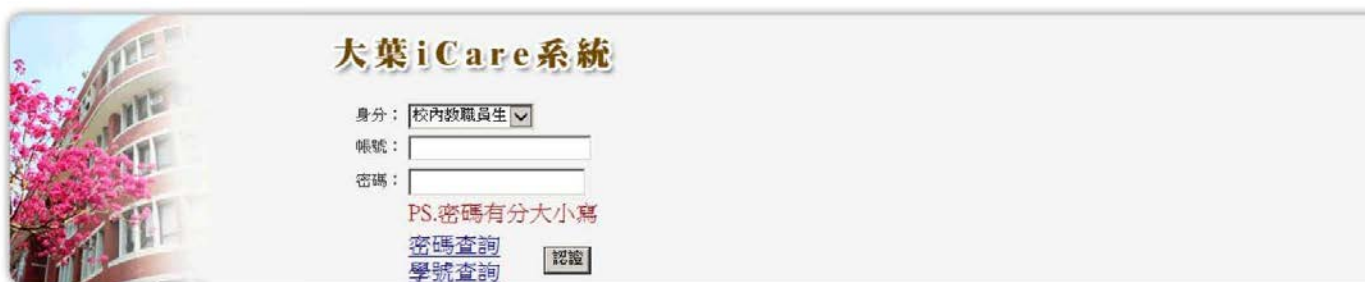 大葉iCare系統
身分：校內教職員生
帳號：
密碼：
PS.密碼有分大小寫
密碼查詢
認證
學號查詢